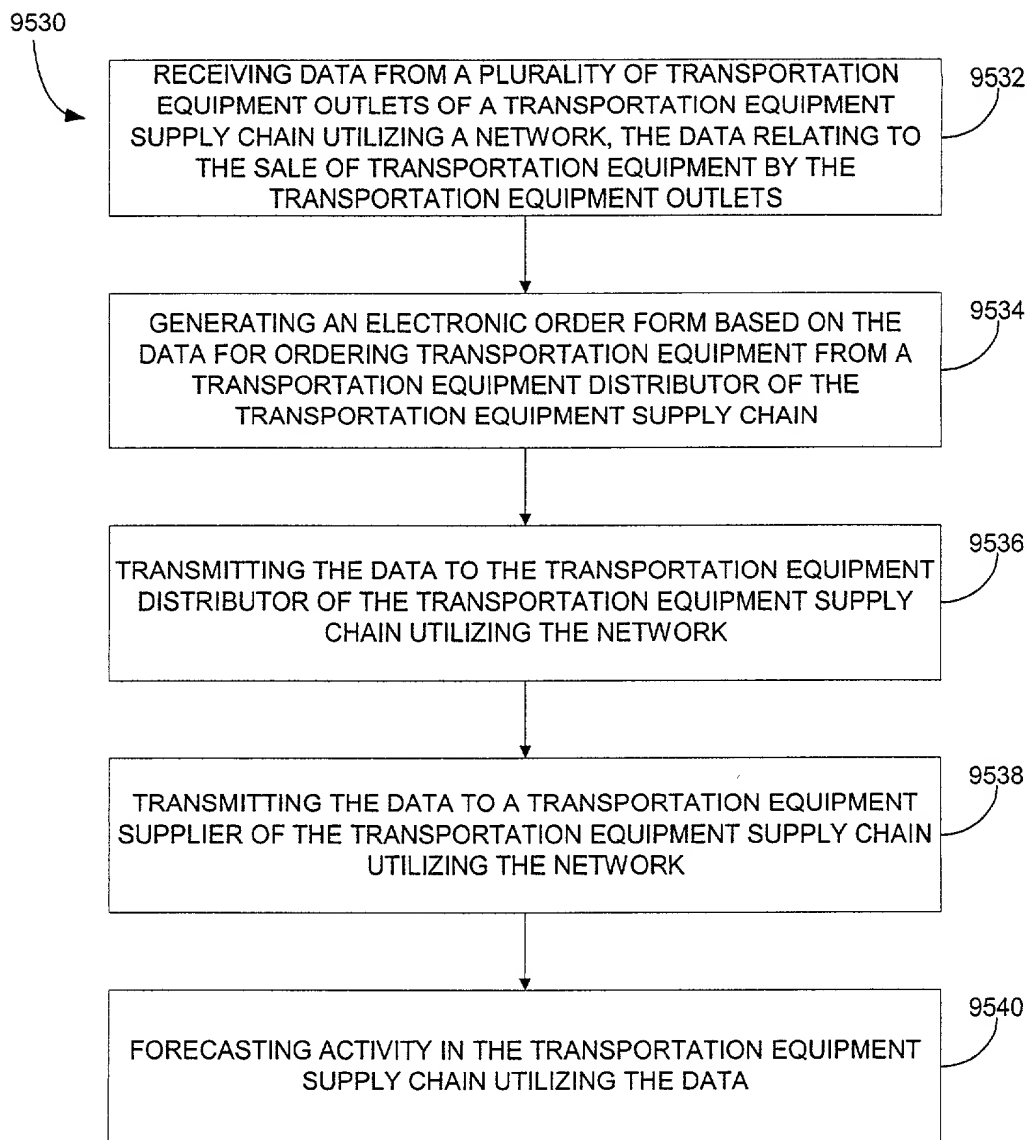 9530
RECEIVING DATA FROM A PLURALITY OF TRANSPORTATION
EQUIPMENT OUTLETS OF A TRANSPORTATION EQUIPMENT
SUPPLY CHAIN UTILIZING A NETWORK, THE DATA RELATING TO
THE SALE OF TRANSPORTATION EQUIPMENT BY THE
TRANSPORTATION EQUIPMENT OUTLETS
9532
GENERATING AN ELECTRONIC ORDER FORM BASED ON THE
DATA FOR ORDERING TRANSPORTATION EQUIPMENT FROM A
TRANSPORTATION EQUIPMENT DISTRIBUTOR OF THE
TRANSPORTATION EQUIPMENT SUPPLY CHAIN
9534
TRANSMITTING THE DATA TO THE TRANSPORTATION EQUIPMENT
DISTRIBUTOR OF THE TRANSPORTATION EQUIPMENT SUPPLY
CHAIN UTILIZING THE NETWORK
9536
TRANSMITTING THE DATA TO A TRANSPORTATION EQUIPMENT
SUPPLIER OF THE TRANSPORTATION EQUIPMENT SUPPLY CHAIN
UTILIZING THE NETWORK
9538
FORECASTING ACTIVITY IN THE TRANSPORTATION EQUIPMENT
SUPPLY CHAIN UTILIZING THE DATA
9540